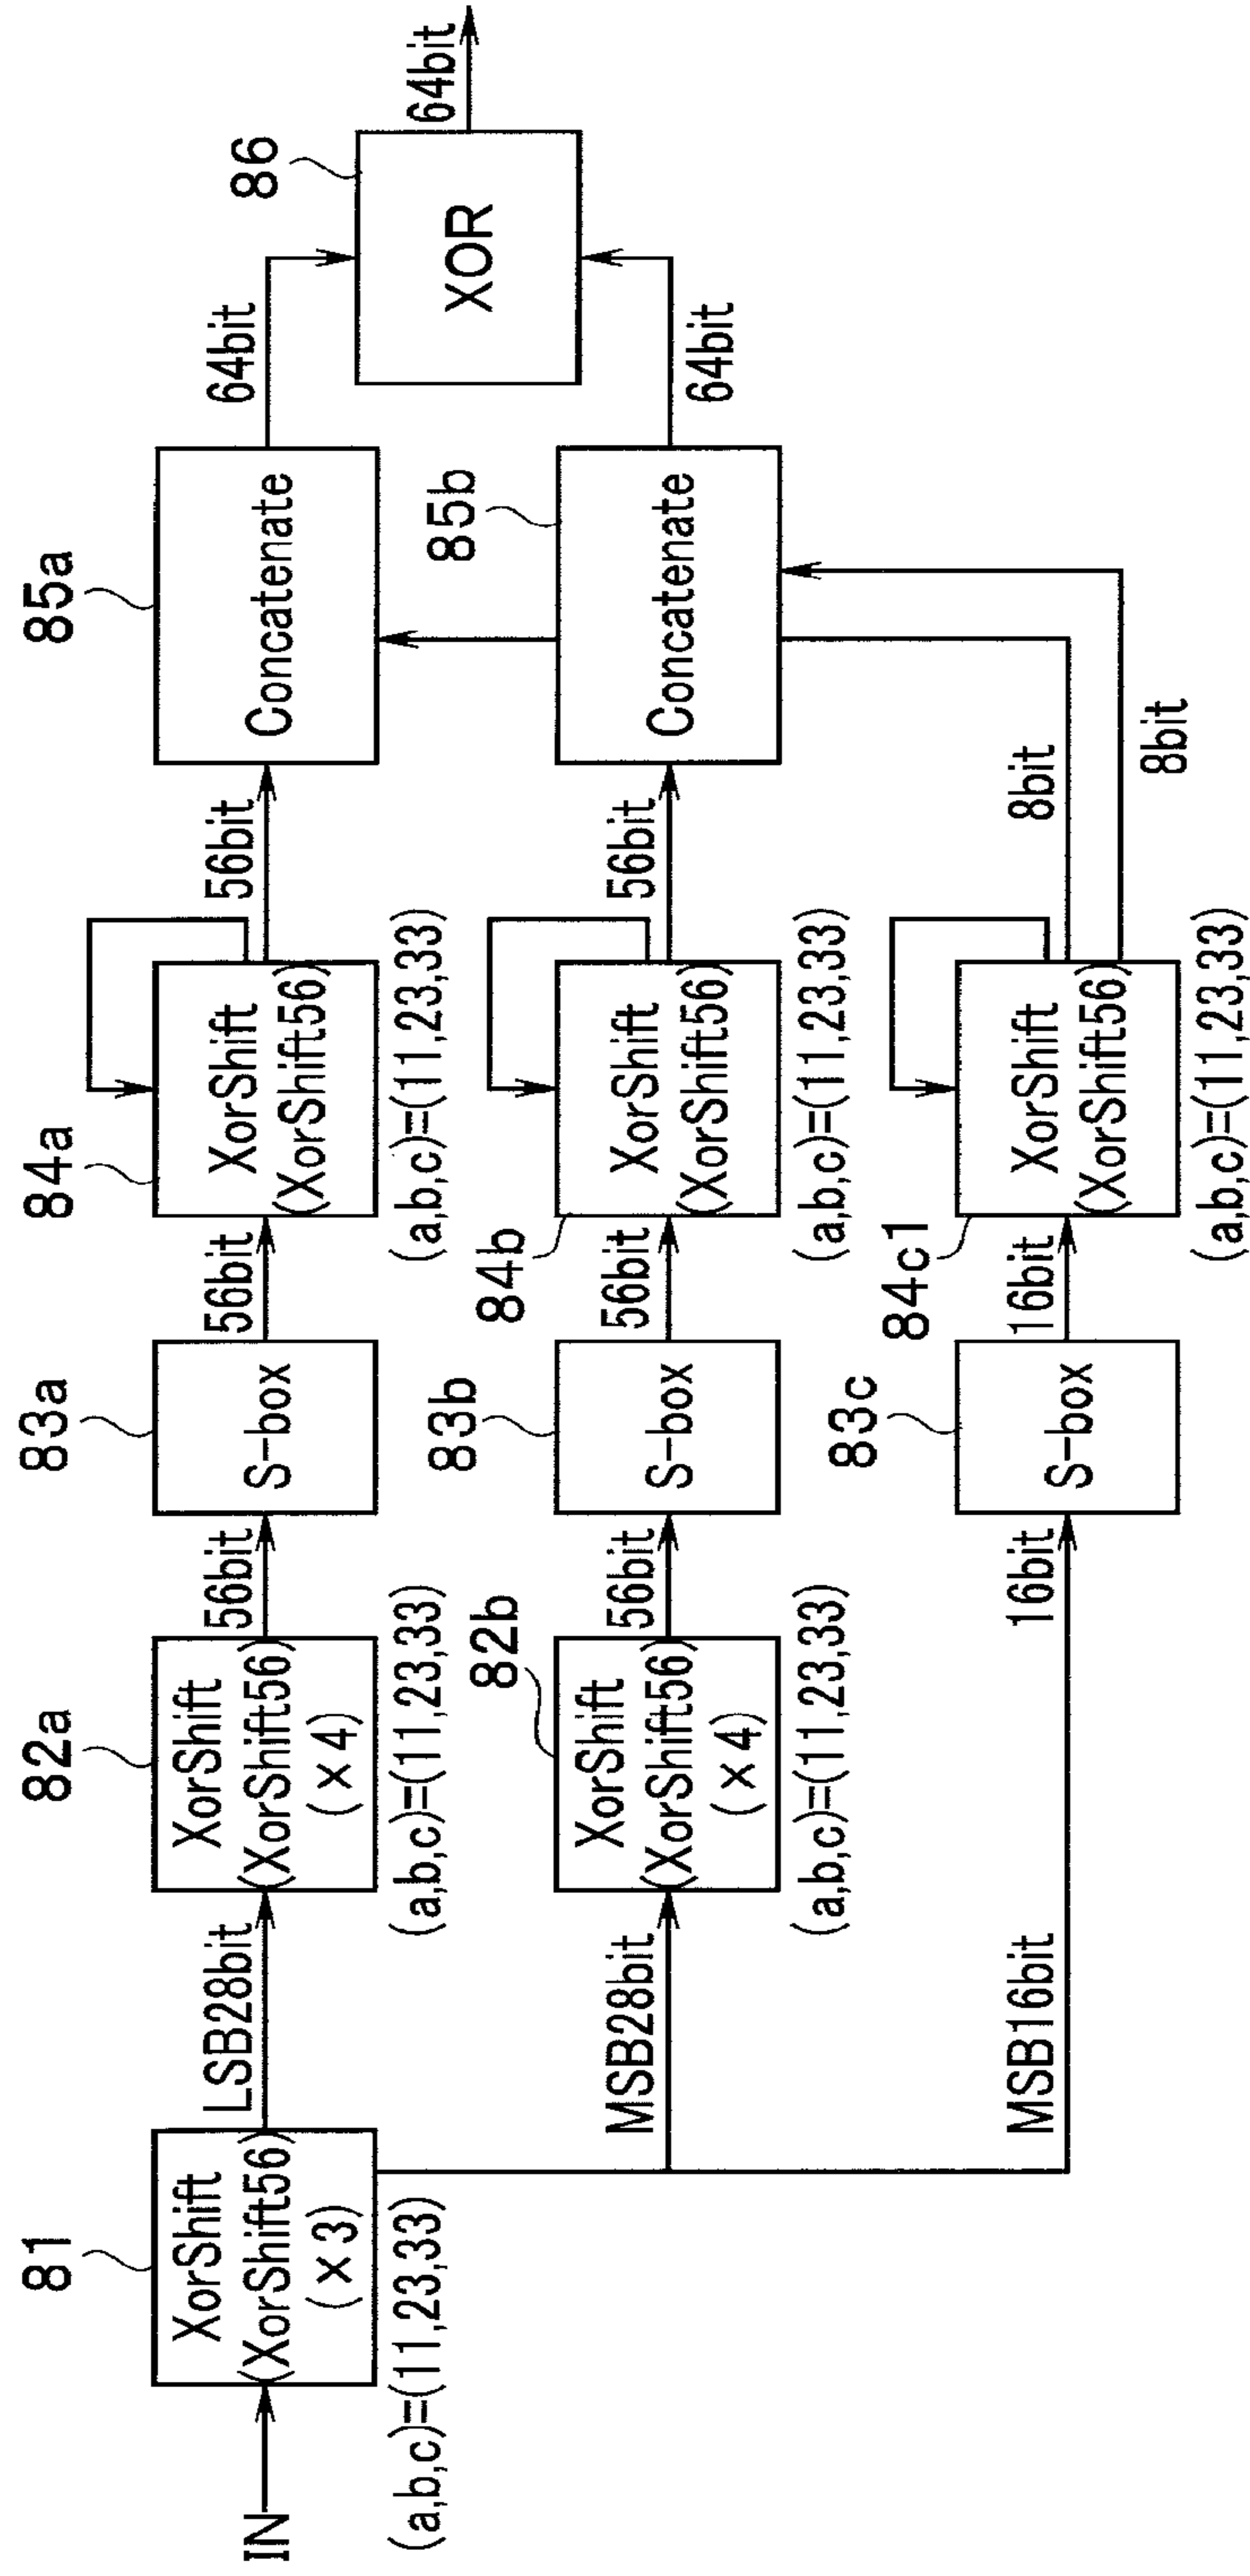 IN
81
XorShift
(XorShift56)
(×3)
(a,b,c)=(11,23,33)
LSB28bit
MSB28bit
MSB16bit
82a
XorShift
(XorShift56)
(×4)
(a,b,c)=(11,23,33)
56bit
83a
S-box
56bit
84a
XorShift
(XorShift56)
(a,b,c)=(11,23,33)
56bit
85a
Concatenate
64bit
82b
XorShift
(XorShift56)
(×4)
(a,b,c)=(11,23,33)
56bit
83b
S-box
56bit
84b
XorShift
(XorShift56)
(a,b,c)=(11,23,33)
56bit
85b
Concatenate
64bit
16bit
83c
S-box
16bit
84c1
XorShift
(XorShift56)
(a,b,c)=(11,23,33)
8bit
8bit
86
XOR
64bit